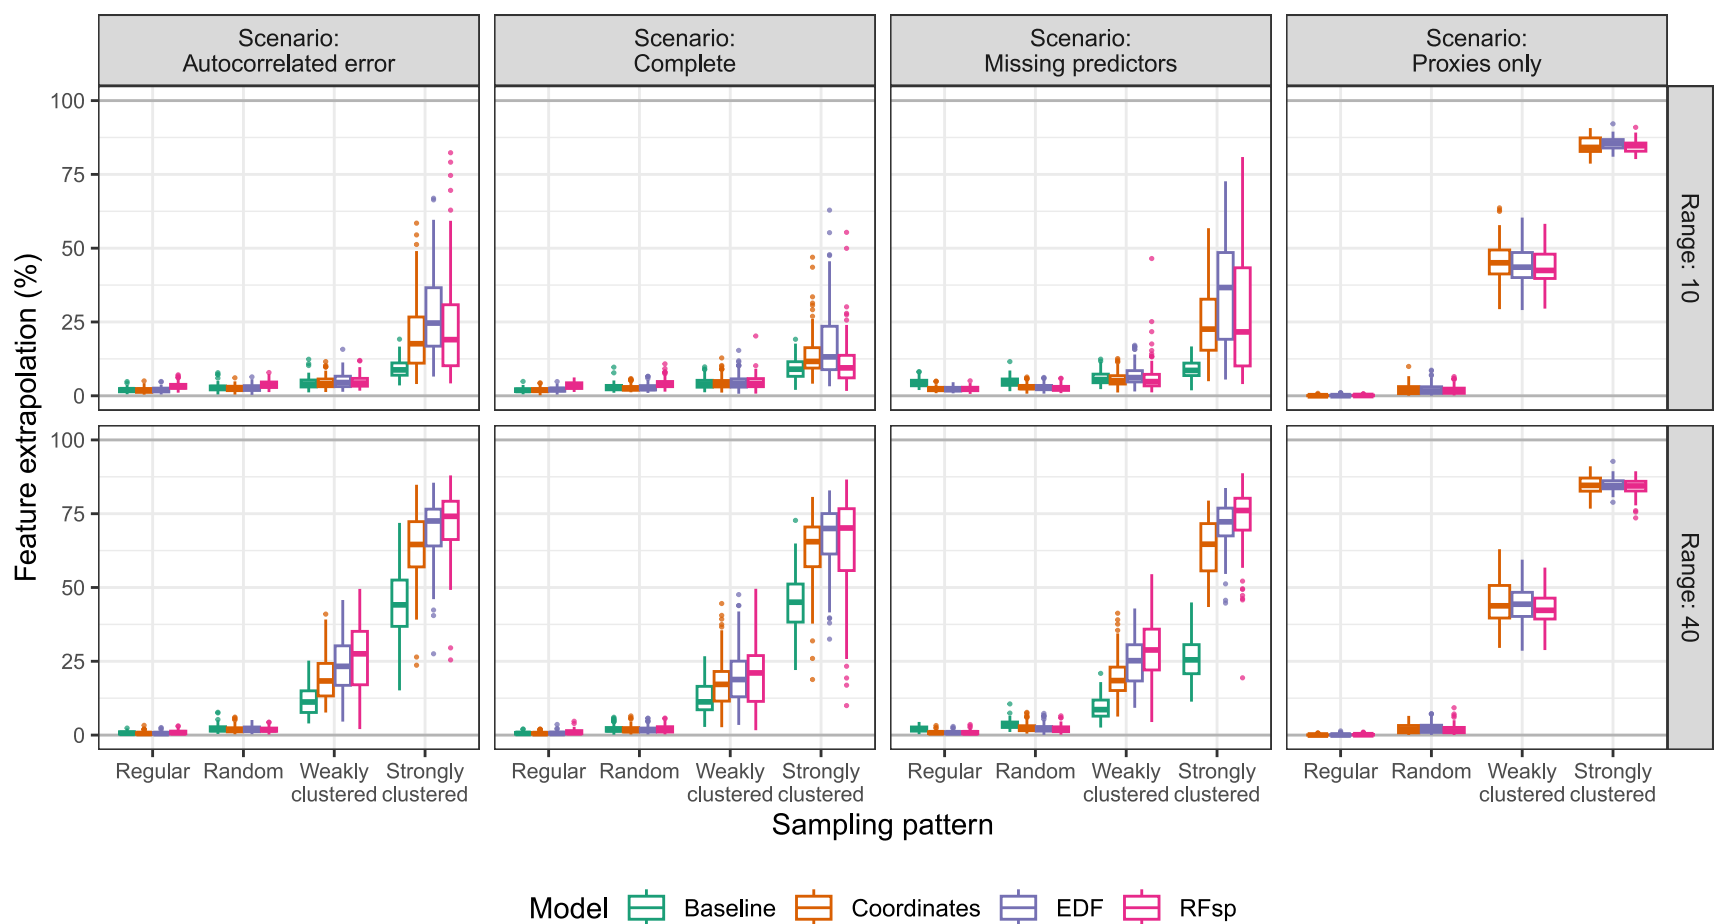 Scenario:
Autocorrelated error
Scenario:
Complete
Scenario:
Missing predictors
Scenario:
Proxies only
Feature extrapolation (%)
100
75
50
25
0
Range: 10
100
75
50
25
0
Range: 40
Regular Random Weakly clustered Strongly clustered
Regular Random Weakly clustered Strongly clustered
Regular Random Weakly clustered Strongly clustered
Regular Random Weakly clustered Strongly clustered
Sampling pattern
Model Baseline Coordinates EDF RFsp